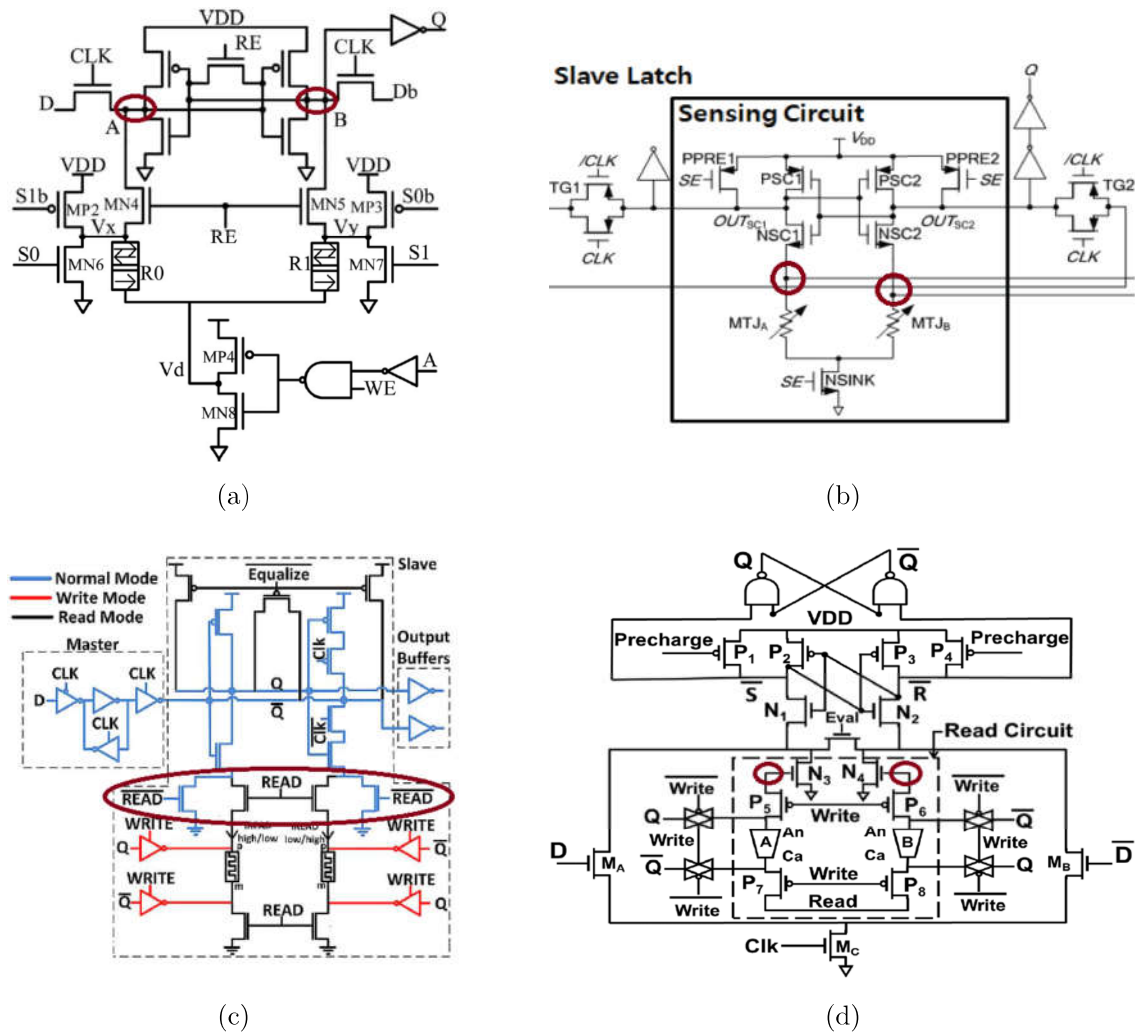 VDD
Q
CLK
RE
CLK
D
Db
A
B
VDD
VDD
S1b
MP2
MN4
MN5
MP3
S0b
Vx
RE
Vy
S0
MN6
R0
R1
MN7
S1
MP4
Vd
A
WE
MN8
(a)
Slave Latch
Q
Sensing Circuit
VDD
/CLK
PPRE1
PPRE2
/CLK
TG1
SE
PSC1
PSC2
SE
TG2
OUTSC1
OUTSC2
NSC1
NSC2
CLK
CLK
MTJA
MTJB
SE
NSINK
(b)
Normal Mode
Write Mode
Read Mode
Equalize
Slave
Master
Output
Buffers
CLK
CLK
Clk
D
Q
CLK
Q̅
Clk
READ
READ
READ
WRITE
high/low
low/high
WRITE
Q
p
p
Q̅
WRITE
m
m
WRITE
Q̅
READ
Q
(c)
Q
Q̅
VDD
Precharge
Precharge
P1
P2
P3
P4
S̅
R̅
N1
N2
Eval
Read Circuit
N3
N4
Write
Write
P5
P6
Q
Write
Q̅
Write
An
An
Write
A
B
D
Q̅
Ca
Ca
Q
D̅
MA
MB
P7
Write
P8
Write
Read
Write
Clk
MC
(d)